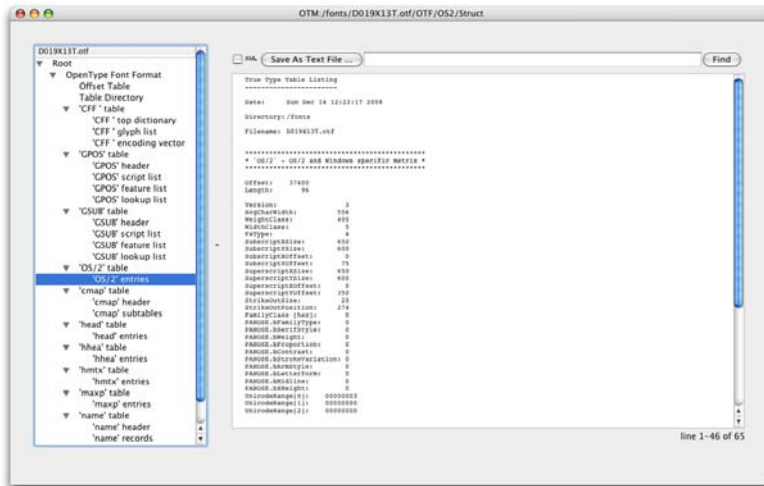 OTM:/fonts/D019X13T.otf/OTF/OS2/Struct
D019X13T.otf
Root
OpenType Font Format
Offset Table
Table Directory
'CFF ' table
'CFF ' top dictionary
'CFF ' glyph list
'CFF ' encoding vector
'GPOS' table
'GPOS' header
'GPOS' script list
'GPOS' feature list
'GPOS' lookup list
'GSUB' table
'GSUB' header
'GSUB' script list
'GSUB' feature list
'GSUB' lookup list
'OS/2' table
'OS/2' entries
'cmap' table
'cmap' header
'cmap' subtables
'head' table
'head' entries
'hhea' table
'hhea' entries
'hmtx' table
'hmtx' entries
'maxp' table
'maxp' entries
'name' table
'name' header
'name' records
XML Save As Text File ... Find
True Type Table Listing
------------------------
Date: Sun Dec 14 12:22:17 2008
Directory: /fonts
Filename: D019X13T.otf
**********************************************
* 'OS/2' - OS/2 and Windows specific metrix *
**********************************************
Offset: 37400
Length: 96
Version: 3
AvgCharWidth: 556
WeightClass: 400
WidthClass: 5
FsType: 4
SubscriptXSize: 650
SubscriptYSize: 600
SubscriptXOffset: 0
SubscriptYOffset: 75
SuperscriptXSize: 650
SuperscriptYSize: 600
SuperscriptXOffset: 0
SuperscriptYOffset: 350
StrikeOutSize: 20
StrikeOutPosition: 274
FamilyClass [hex]: 0
PANOSE.bFamilyType: 0
PANOSE.bSerifStyle: 0
PANOSE.bWeight: 0
PANOSE.bProportion: 0
PANOSE.bContrast: 0
PANOSE.bStrokeVariation: 0
PANOSE.bArmStyle: 0
PANOSE.bLetterform: 0
PANOSE.bMidline: 0
PANOSE.bXHeight: 0
UnicodeRange[0]: 00000003
UnicodeRange[1]: 00000000
UnicodeRange[2]: 00000000
line 1-46 of 65